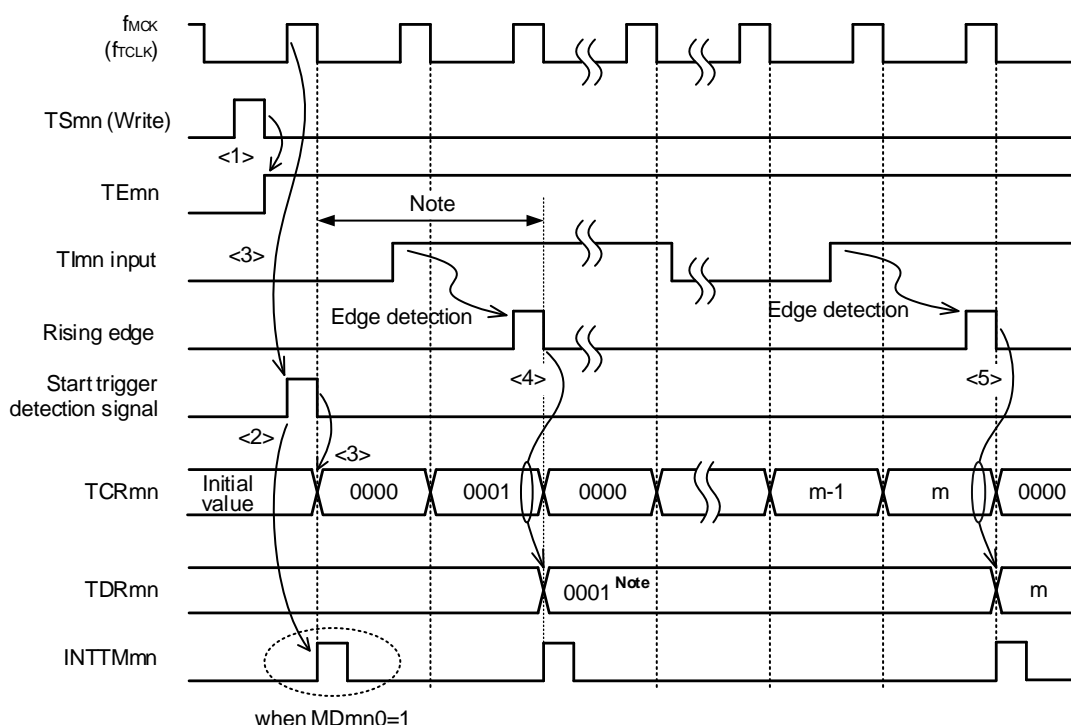 fMCK
(fTCLK)
TSmn (Write)
<1>
TEmn
Note
TImn input
<3>
Edge detection
Edge detection
Rising edge
<4>
<5>
Start trigger
detection signal
<2>
<3>
TCRmn
Initial
value
0000
0001
0000
m-1
m
0000
TDRmn
0001 Note
m
INTTMmn
when MDmn0=1